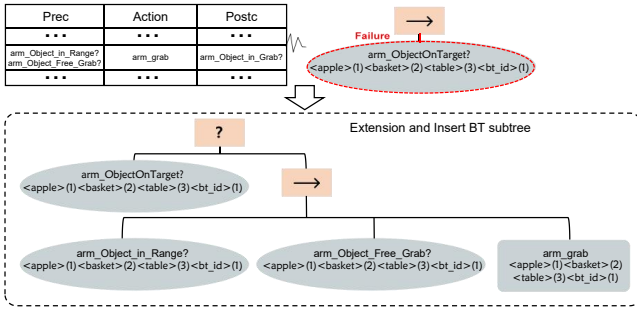 Prec Action Postc
••• ••• •••
arm_Object_in_Range?
arm_Object_Free_Grab? arm_grab arm_Object_in_Grab?
••• ••• •••
→
Failure
arm_ObjectOnTarget?
<apple>(1)<basket>(2)<table>(3)<bt_id>(1)
Extension and Insert BT subtree
?
arm_ObjectOnTarget?
<apple>(1)<basket>(2)<table>(3)<bt_id>(1)
→
arm_Object_in_Range?
<apple>(1)<basket>(2)<table>(3)<bt_id>(1)
arm_Object_Free_Grab?
<apple>(1)<basket>(2)<table>(3)<bt_id>(1)
arm_grab
<apple>(1)<basket>(2)
<table>(3)<bt_id>(1)